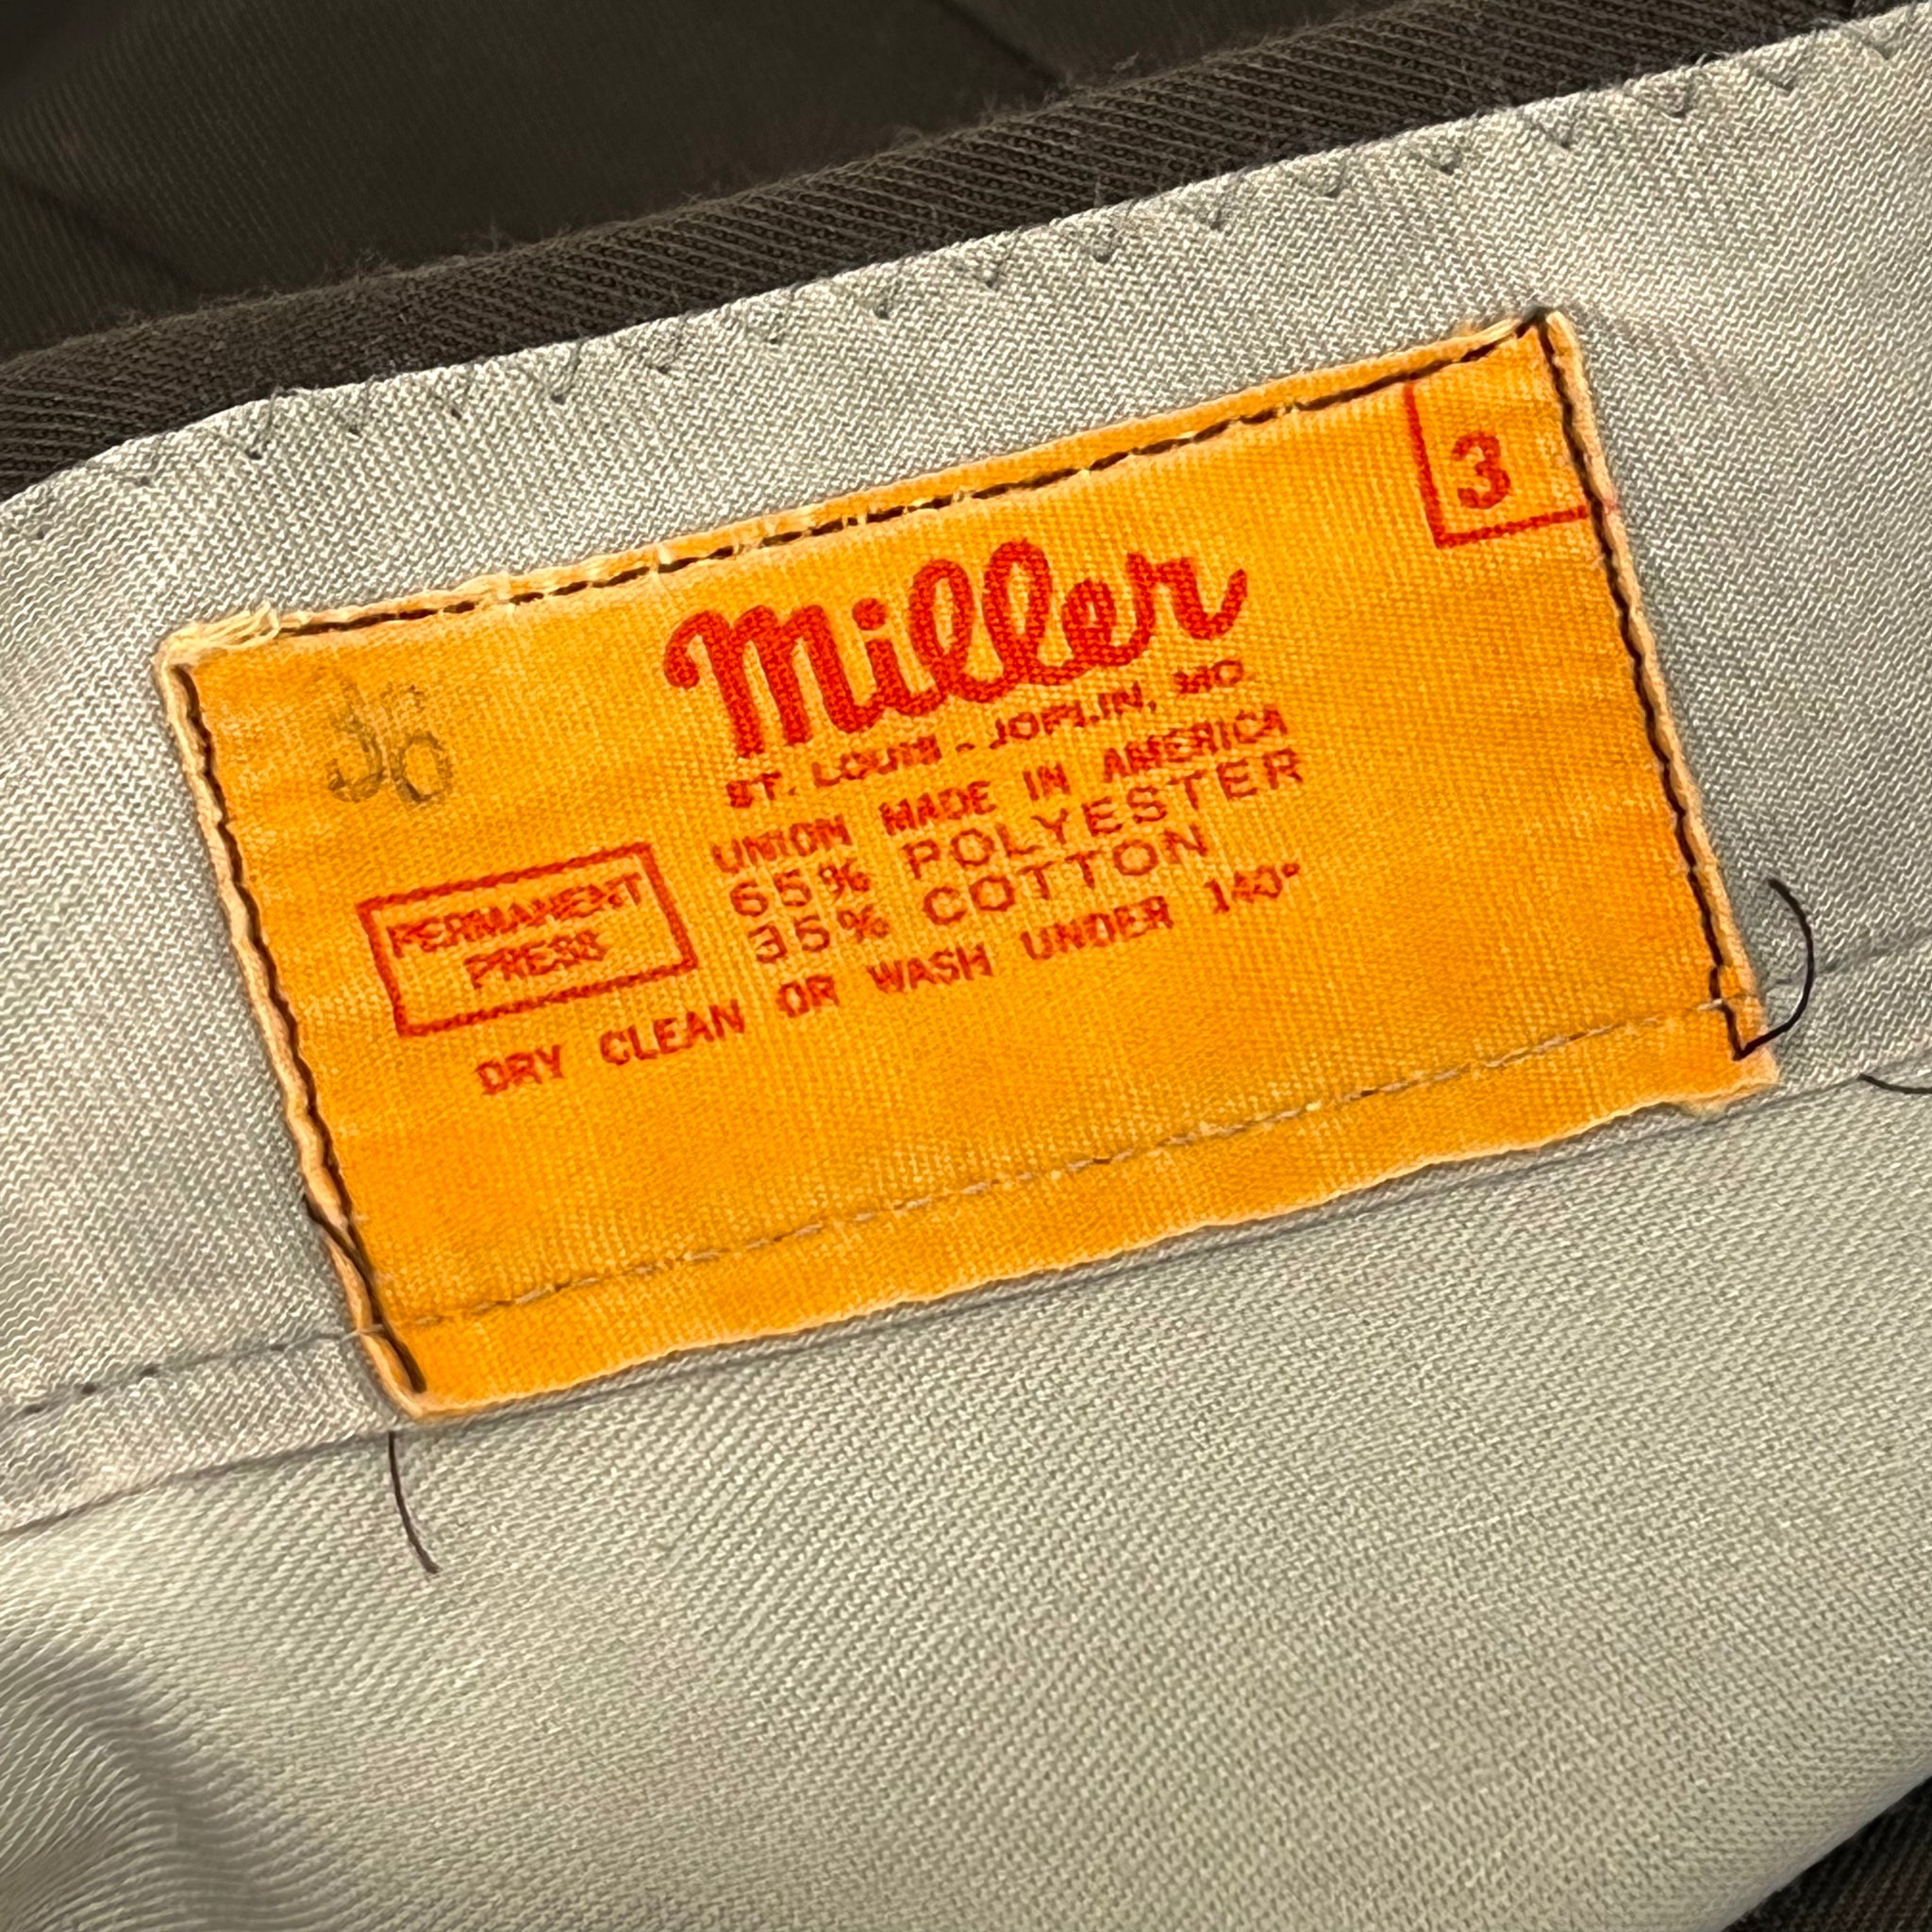 3
Miller
ST. LOUIS - JOPLIN, MO.
36
UNION MADE IN AMERICA
65% POLYESTER
35% COTTON
PERMANENT
PRESS
DRY CLEAN OR WASH UNDER 140°